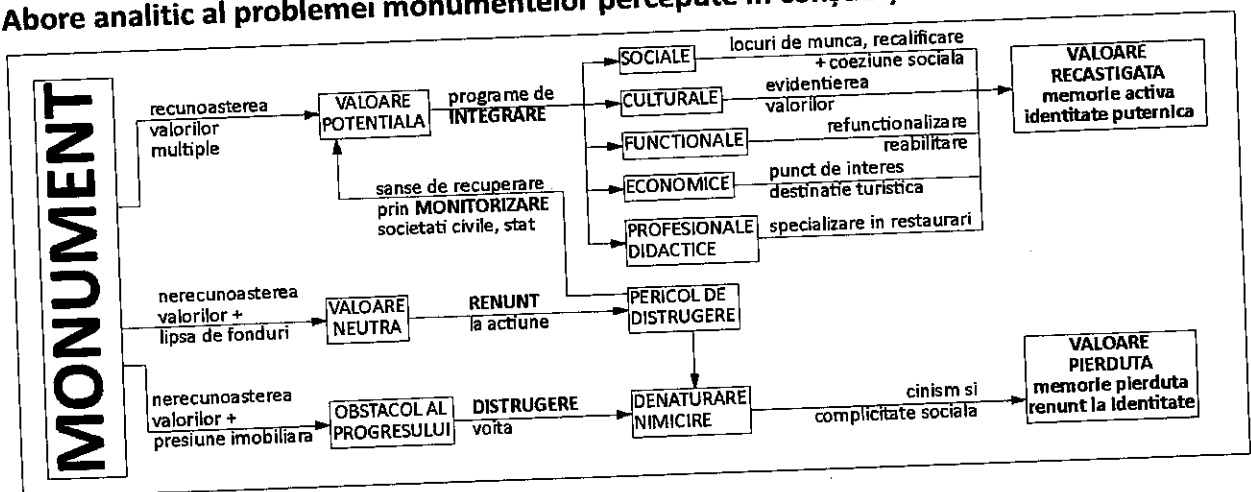 Abore analitic al problemei monumentelor percepute in
MONUMENT
recunoasterea
valorilor
multiple
VALOARE
POTENTIALA
programe de
INTEGRARE
SOCIALE
locuri de munca, recalificare
+ coeziune sociala
CULTURALE
evidentierea
valorilor
FUNCTIONALE
refunctionalizare
reabilitare
ECONOMICE
punct de interes
destinatie turistica
PROFESIONALE
DIDACTICE
specializare in restaurari
VALOARE
RECASTIGATA
memorie activa
identitate puternica
sanse de recuperare
prin MONITORIZARE
societati civile, stat
nerecunoasterea
valorilor +
lipsa de fonduri
VALOARE
NEUTRA
RENUNT
la actiune
PERICOL DE
DISTRUGERE
nerecunoasterea
valorilor +
presiune imobiliara
OBSTACOL AL
PROGRESULUI
DISTRUGERE
voita
DENATURARE
NIMICIRE
cinism si
complicitate sociala
VALOARE
PIERDUTA
memorie pierduta
renunt la identitate